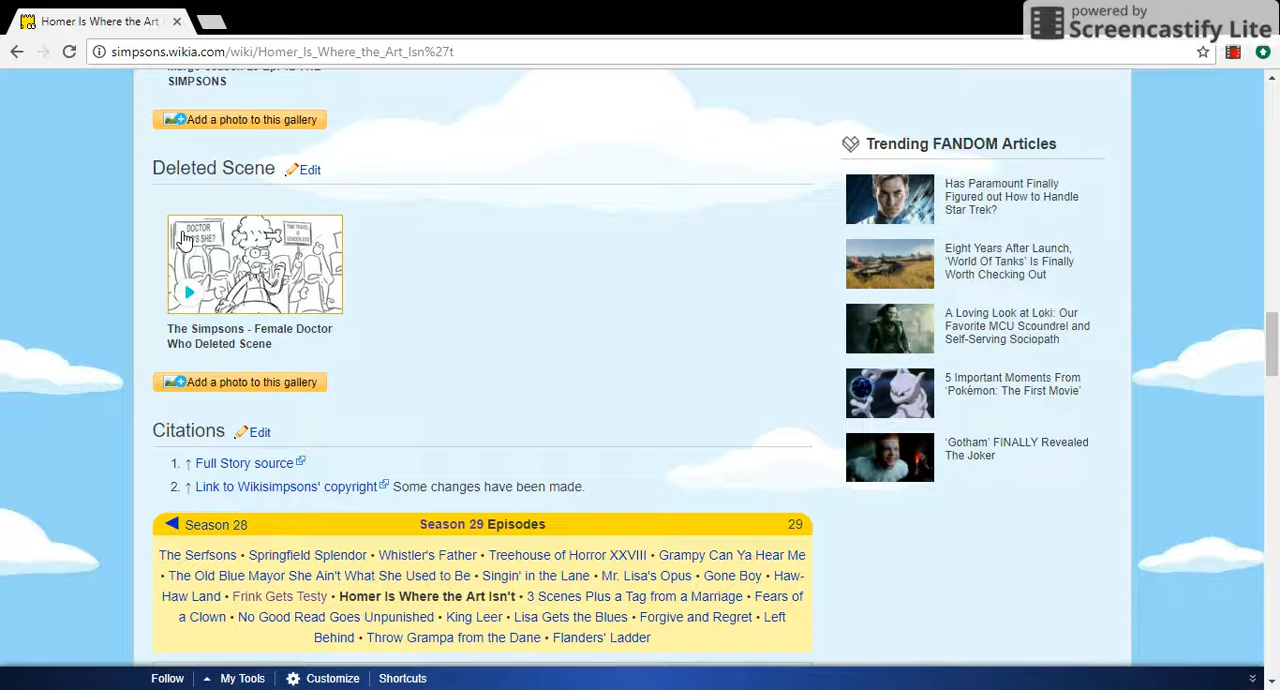 powered by
Screencastify Lite
Homer Is Where the Art
simpsons.wikia.com/wiki/Homer_Is_Where_the_Art_Isn%27t
SIMPSONS
Add a photo to this gallery
Deleted Scene Edit
DOCTOR
SHE?
TIME TRAVEL
IS
GENDERLESS
The Simpsons - Female Doctor
Who Deleted Scene
Add a photo to this gallery
Citations Edit
1. ↑ Full Story source
2. ↑ Link to Wikisimpsons' copyright Some changes have been made.
Season 28 Season 29 Episodes 29
The Serfsons • Springfield Splendor • Whistler's Father • Treehouse of Horror XXVIII • Grampy Can Ya Hear Me
• The Old Blue Mayor She Ain't What She Used to Be • Singin' in the Lane • Mr. Lisa's Opus • Gone Boy • Haw-
Haw Land • Frink Gets Testy • Homer Is Where the Art Isn't • 3 Scenes Plus a Tag from a Marriage • Fears of
a Clown • No Good Read Goes Unpunished • King Leer • Lisa Gets the Blues • Forgive and Regret • Left
Behind • Throw Grampa from the Dane • Flanders' Ladder
Trending FANDOM Articles
Has Paramount Finally
Figured out How to Handle
Star Trek?
Eight Years After Launch,
‘World Of Tanks’ Is Finally
Worth Checking Out
A Loving Look at Loki: Our
Favorite MCU Scoundrel and
Self-Serving Sociopath
5 Important Moments From
‘Pokémon: The First Movie’
‘Gotham’ FINALLY Revealed
The Joker
Follow My Tools Customize Shortcuts